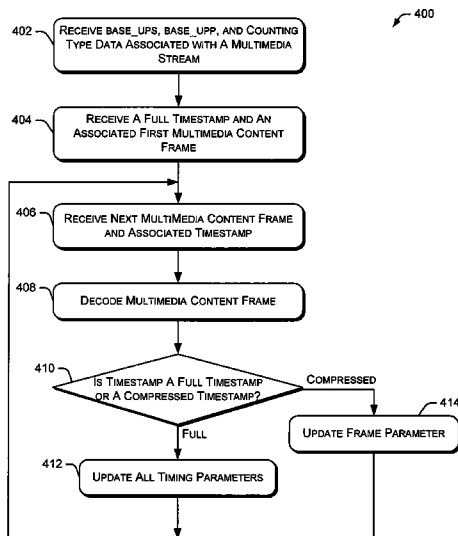 400
402
RECEIVE BASE_UPS, BASE_UPP, AND COUNTING
TYPE DATA ASSOCIATED WITH A MULTIMEDIA
STREAM
404
RECEIVE A FULL TIMESTAMP AND AN
ASSOCIATED FIRST MULTIMEDIA CONTENT
FRAME
406
RECEIVE NEXT MULTIMEDIA CONTENT FRAME
AND ASSOCIATED TIMESTAMP
408
DECODE MULTIMEDIA CONTENT FRAME
410
IS TIMESTAMP A FULL TIMESTAMP
OR A COMPRESSED TIMESTAMP?
COMPRESSED
414
UPDATE FRAME PARAMETER
FULL
412
UPDATE ALL TIMING PARAMETERS